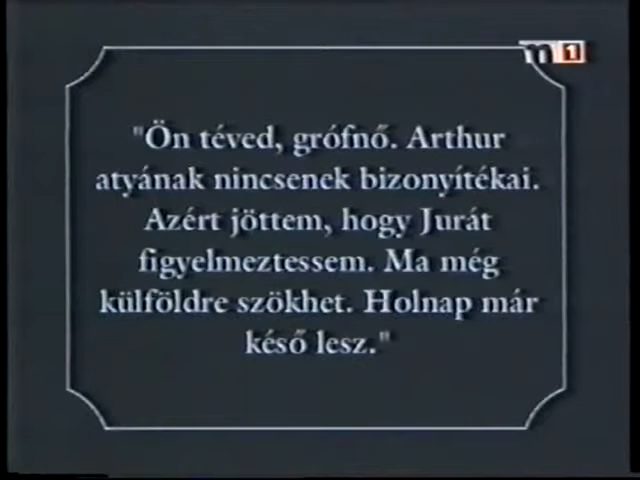 m1
"Ön téved, grófnő. Arthur
atyának nincsenek bizonyítékai.
Azért jöttem, hogy Jurát
figyelmeztessem. Ma még
külföldre szökhet. Holnap már
késő lesz."